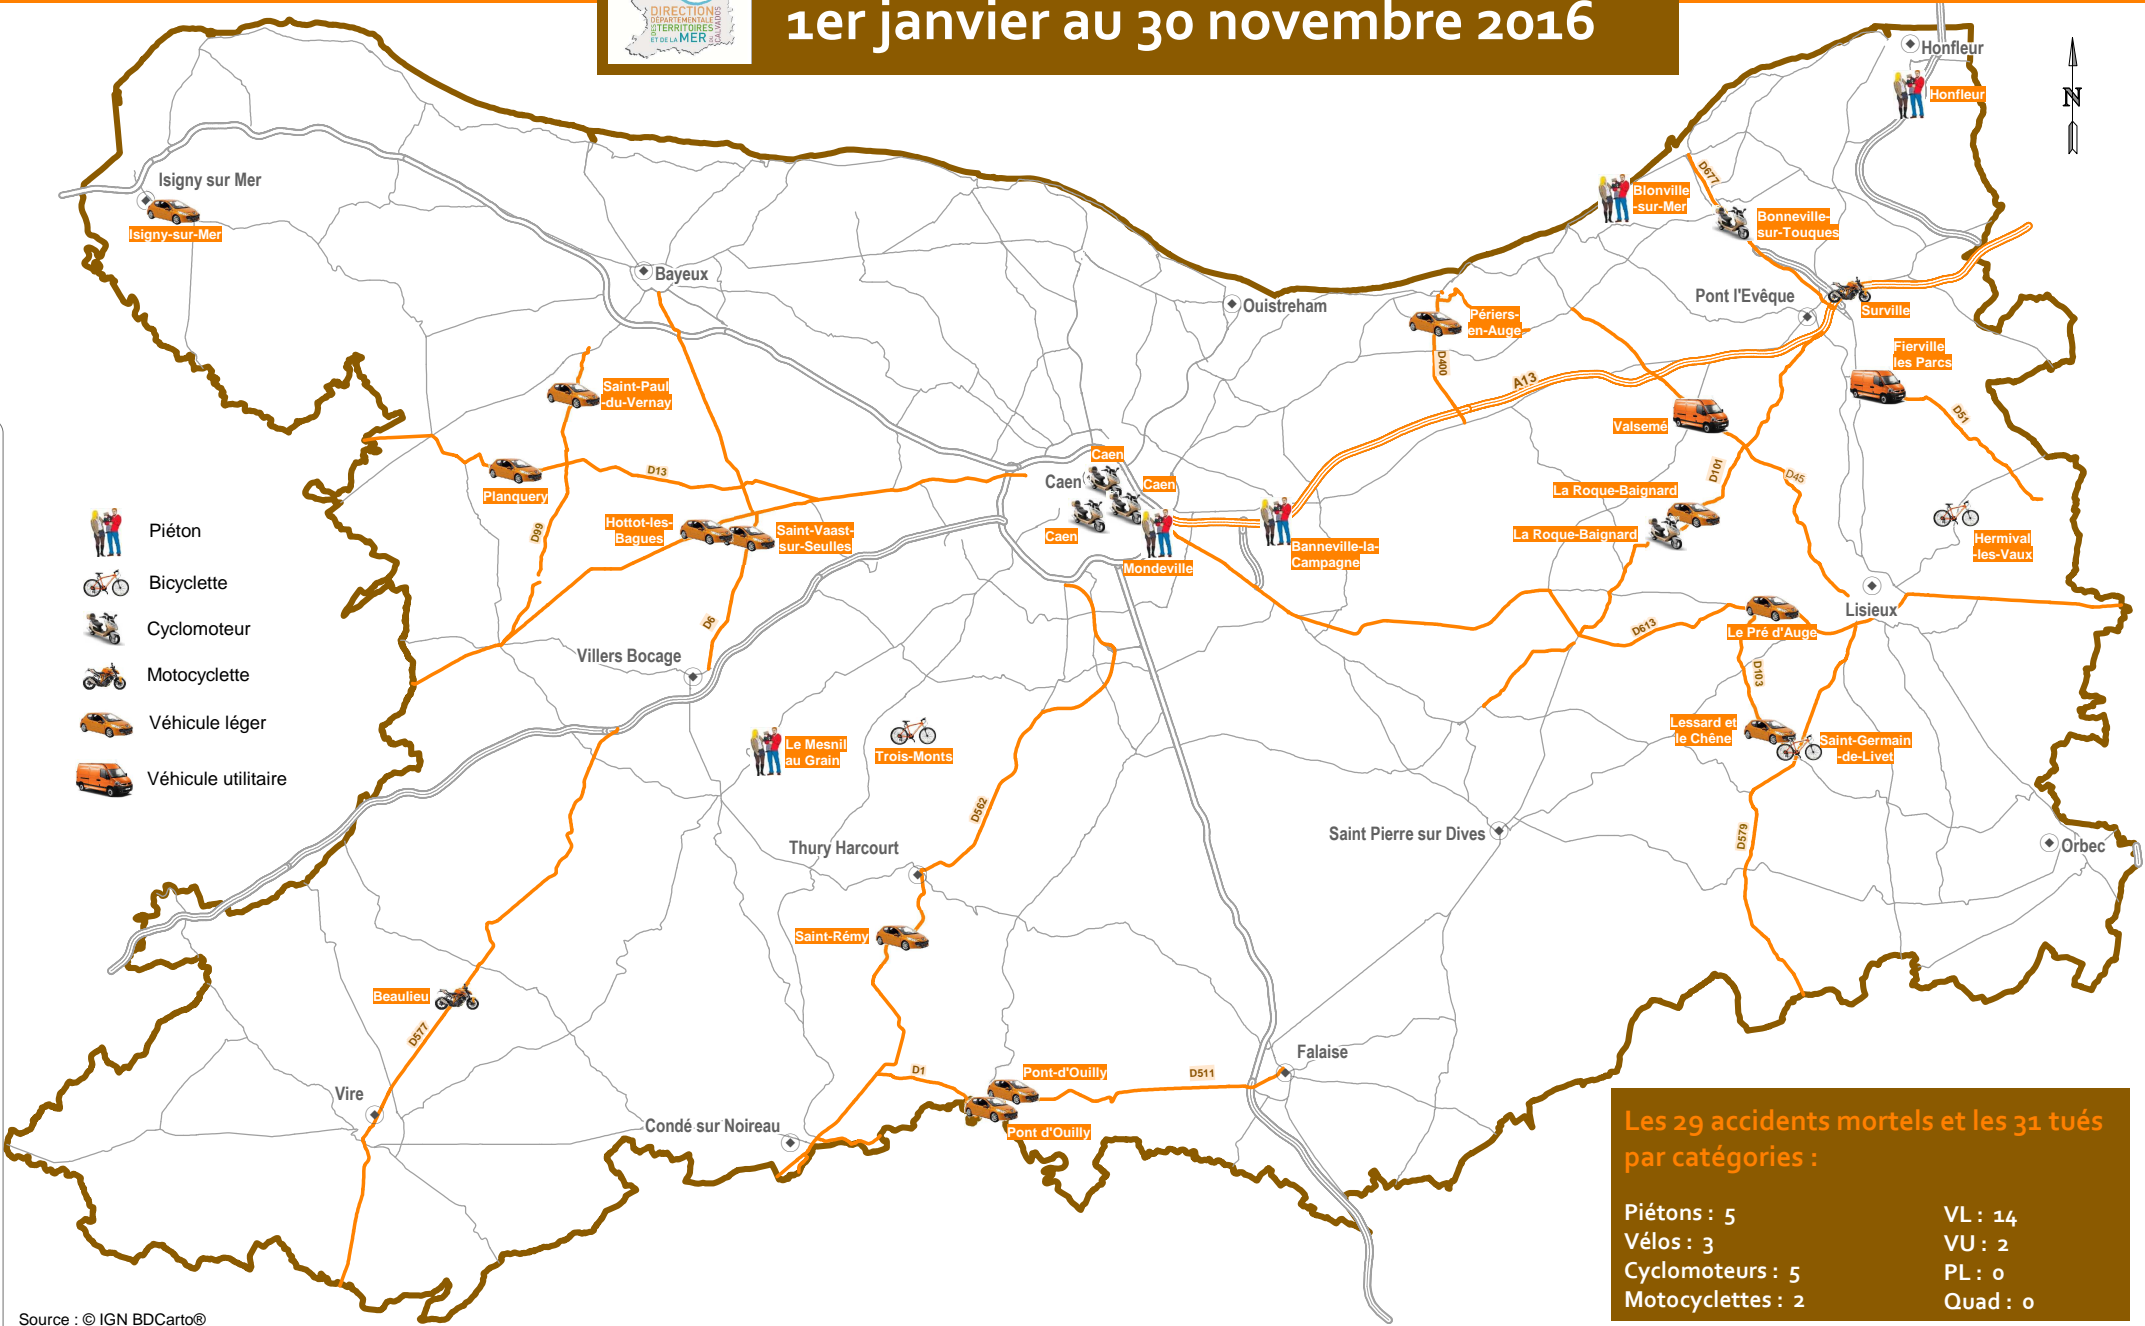 DIRECTION
DÉPARTEMENTALE
DES TERRITOIRES
ET DE LA MER
CALVADOS
1er janvier au 30 novembre 2016
N
Honfleur
Honfleur
Isigny sur Mer
Isigny-sur-Mer
Blonville
-sur-Mer
D677
Bonneville-
sur-Touques
Bayeux
Ouistreham
Pont l'Evêque
Surville
Périers-
en-Auge
D400
A13
Fierville
les Parcs
D51
Saint-Paul
-du-Vernay
Valsemé
D101
D45
Planquery
D13
D99
Caen
Caen
Caen
Caen
La Roque-Baignard
La Roque-Baignard
Hottot-les-
Bagues
Saint-Vaast-
sur-Seulles
Mondeville
Banneville-la-
Campagne
Hermival
-les-Vaux
Piéton
Bicyclette
Cyclomoteur
Motocyclette
Véhicule léger
Véhicule utilitaire
D6
Villers Bocage
Lisieux
Le Pré d'Auge
D613
D103
Le Mesnil
au Grain
Trois-Monts
Lessard et
le Chêne
Saint-Germain
-de-Livet
D562
Thury Harcourt
Saint Pierre sur Dives
D579
Orbec
Saint-Rémy
Beaulieu
D577
Vire
D1
Pont-d'Ouilly
D511
Falaise
Condé sur Noireau
Pont d'Ouilly
Les 29 accidents mortels et les 31 tués
par catégories :
Piétons : 5
Vélos : 3
Cyclomoteurs : 5
Motocyclettes : 2
VL : 14
VU : 2
PL : 0
Quad : 0
Source : © IGN BDCarto®